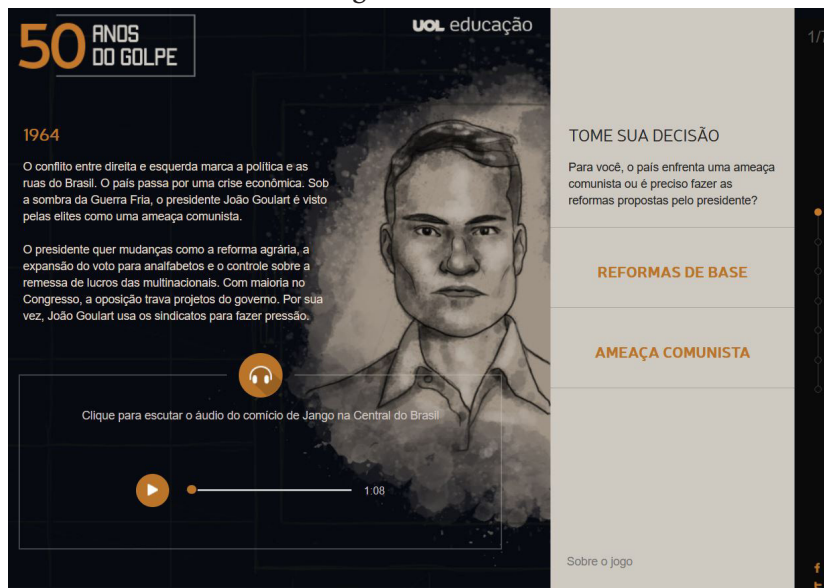 50 ANOS
DO GOLPE
UOL educação
1964
O conflito entre direita e esquerda marca a política e as
ruas do Brasil. O país passa por uma crise econômica. Sob
a sombra da Guerra Fria, o presidente João Goulart é visto
pelas elites como uma ameaça comunista.
O presidente quer mudanças como a reforma agrária, a
expansão do voto para analfabetos e o controle sobre a
remessa de lucros das multinacionais. Com maioria no
Congresso, a oposição trava projetos do governo. Por sua
vez, João Goulart usa os sindicatos para fazer pressão.
Clique para escutar o áudio do comício de Jango na Central do Brasil
1:08
TOME SUA DECISÃO
Para você, o país enfrenta uma ameaça
comunista ou é preciso fazer as
reformas propostas pelo presidente?
REFORMAS DE BASE
AMEAÇA COMUNISTA
Sobre o jogo
1/7